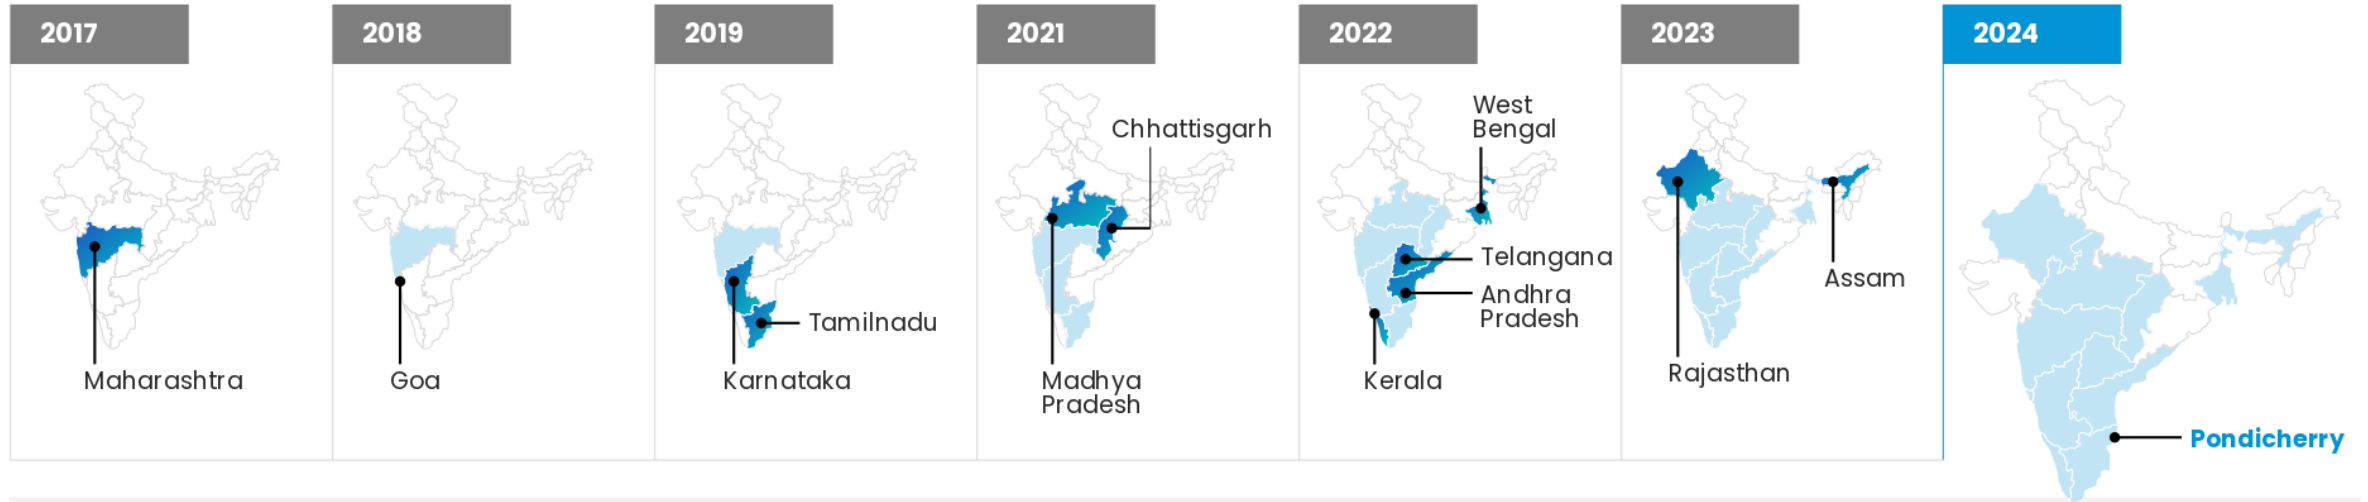 2017
Maharashtra
2018
Goa
2019
Tamilnadu
Karnataka
2021
Chhattisgarh
Madhya
Pradesh
2022
West
Bengal
Telangana
Andhra
Pradesh
Kerala
2023
Assam
Rajasthan
2024
Pondicherry